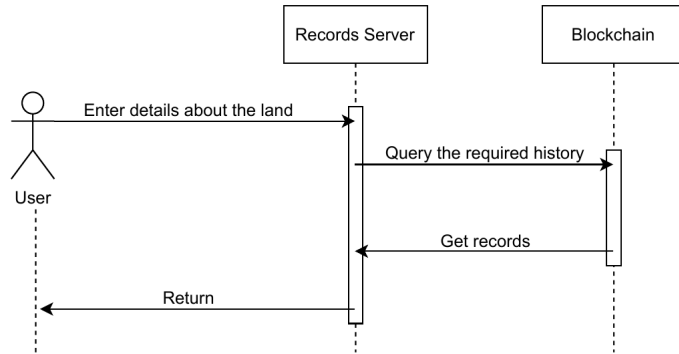 Records Server
Blockchain
Enter details about the land
Query the required history
User
Get records
Return